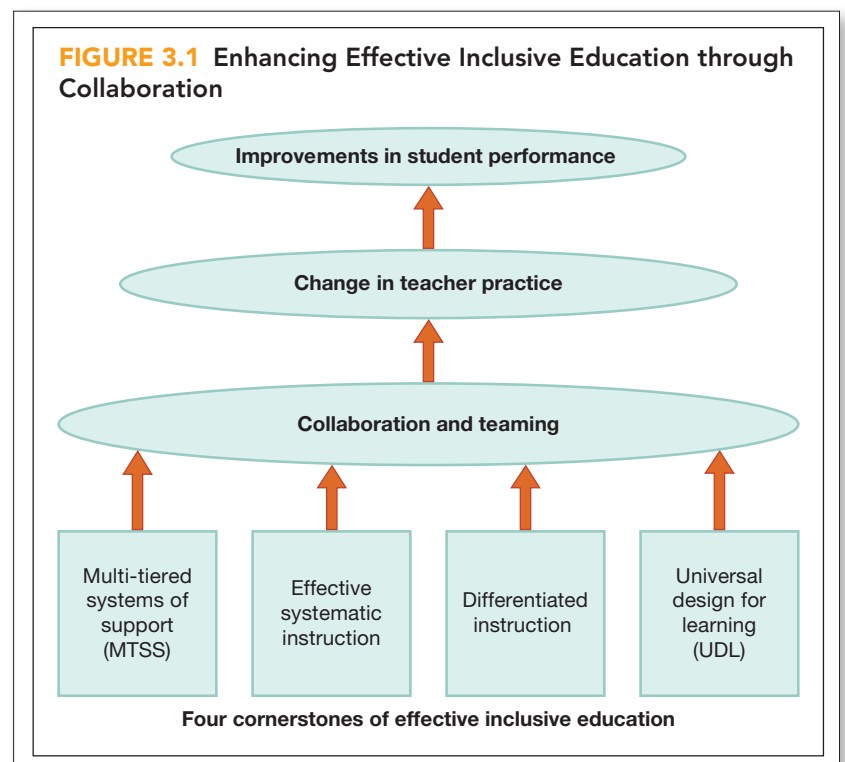 FIGURE 3.1 Enhancing Effective Inclusive Education through
Collaboration
Improvements in student performance
Change in teacher practice
Collaboration and teaming
Multi-tiered
systems of
support
(MTSS)
Effective
systematic
instruction
Differentiated
instruction
Universal
design for
learning
(UDL)
Four cornerstones of effective inclusive education